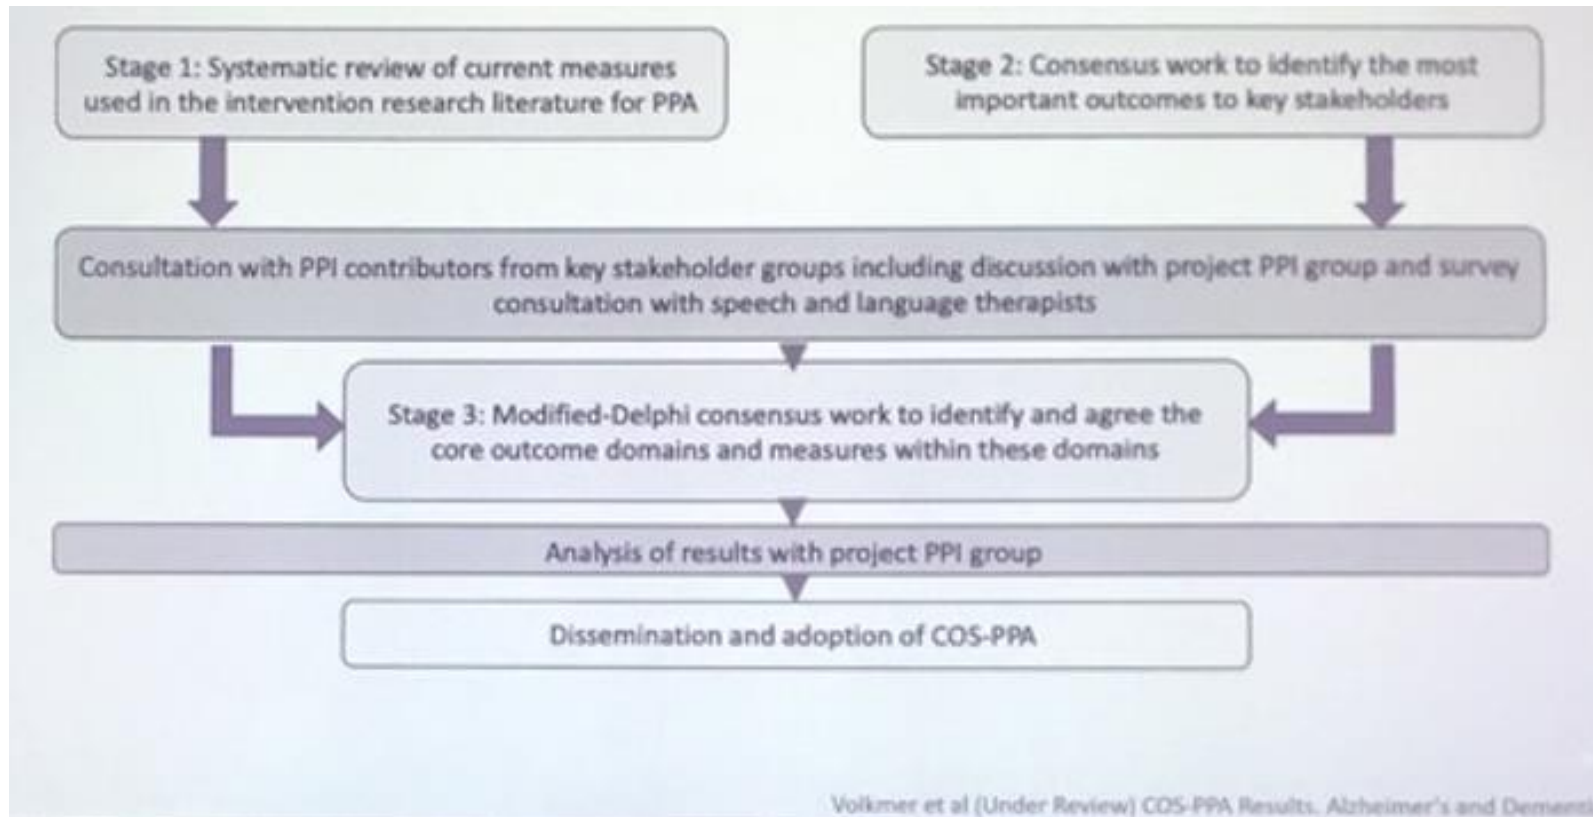 Stage 1: Systematic review of current measures
used in the intervention research literature for PPA
Stage 2: Consensus work to identify the most
important outcomes to key stakeholders
Consultation with PPI contributors from key stakeholder groups including discussion with project PPI group and survey
consultation with speech and language therapists
Stage 3: Modified-Delphi consensus work to identify and agree the
core outcome domains and measures within these domains
Analysis of results with project PPI group
Dissemination and adoption of COS-PPA
Volkmer et al (Under Review) COS-PPA Results. Alzheimer's and Dementi